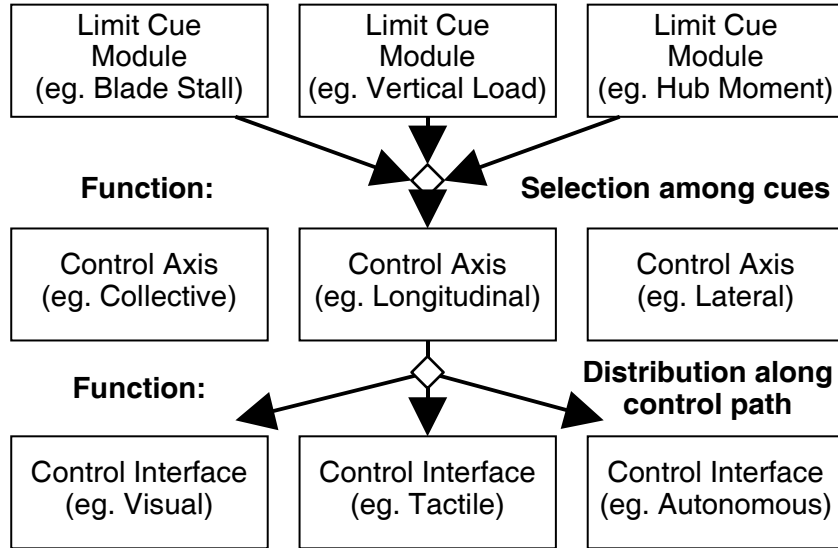 Limit Cue
Module
(eg. Blade Stall)
Limit Cue
Module
(eg. Vertical Load)
Limit Cue
Module
(eg. Hub Moment)
Function:
Selection among cues
Control Axis
(eg. Collective)
Control Axis
(eg. Longitudinal)
Control Axis
(eg. Lateral)
Function:
Distribution along
control path
Control Interface
(eg. Visual)
Control Interface
(eg. Tactile)
Control Interface
(eg. Autonomous)